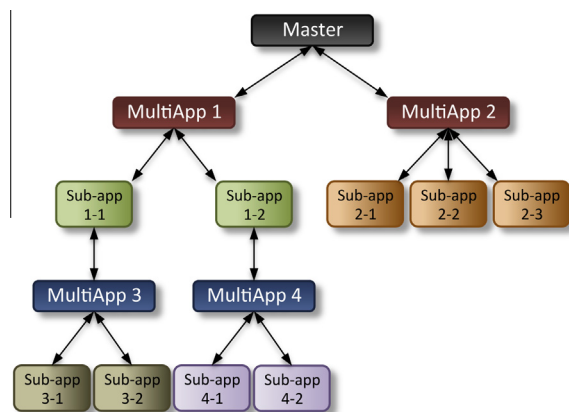 Master
MultiApp 1
MultiApp 2
Sub-app
1-1
Sub-app
1-2
Sub-app
2-1
Sub-app
2-2
Sub-app
2-3
MultiApp 3
MultiApp 4
Sub-app
3-1
Sub-app
3-2
Sub-app
4-1
Sub-app
4-2